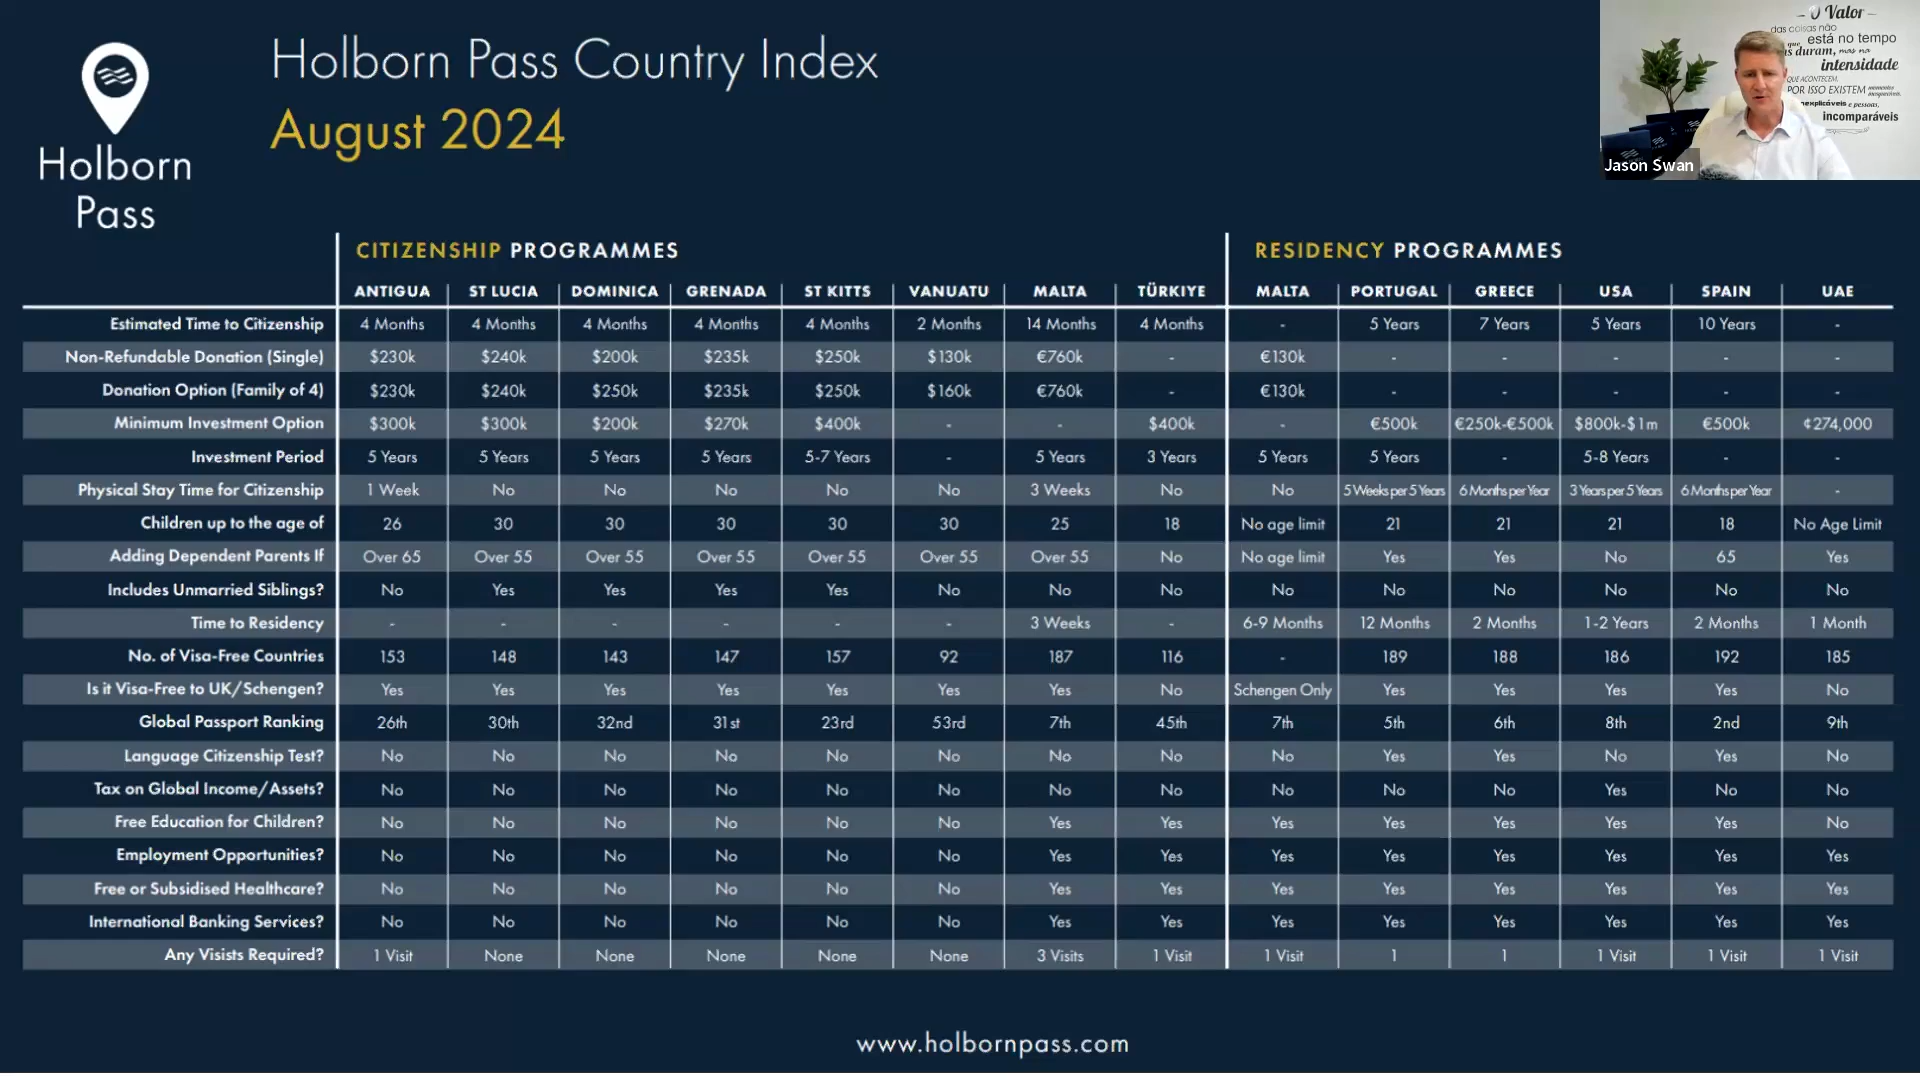 Holborn Pass Country Index
August 2024
Holborn
Pass
O Valor
das coisas não
está no tempo
que
as duram, mas na
intensidade
QUE ACONTECEM.
POR ISSO EXISTEM momentos
inexplicáveis e pessoas,
incomparáveis
Jason Swan
CITIZENSHIP PROGRAMMES RESIDENCY PROGRAMMES
ANTIGUA ST LUCIA DOMINICA GRENADA ST KITTS VANUATU MALTA TÜRKIYE MALTA PORTUGAL GREECE USA SPAIN UAE
Estimated Time to Citizenship 4 Months 4 Months 4 Months 4 Months 4 Months 2 Months 14 Months 4 Months - 5 Years 7 Years 5 Years 10 Years -
Non-Refundable Donation (Single) $230k $240k $200k $235k $250k $130k €760k - €130k - - - - -
Donation Option (Family of 4) $230k $240k $250k $235k $250k $160k €760k - €130k - - - - -
Minimum Investment Option $300k $300k $200k $270k $400k - - $400k - €500k €250k-€500k $800k-$1m €500k ¢274,000
Investment Period 5 Years 5 Years 5 Years 5 Years 5-7 Years - 5 Years 3 Years 5 Years 5 Years - 5-8 Years - -
Physical Stay Time for Citizenship 1 Week No No No No No 3 Weeks No No 5 Weeks per 5 Years 6 Months per Year 3 Years per 5 Years 6 Months per Year -
Children up to the age of 26 30 30 30 30 30 25 18 No age limit 21 21 21 18 No Age Limit
Adding Dependent Parents If Over 65 Over 55 Over 55 Over 55 Over 55 Over 55 Over 55 No No age limit Yes Yes No 65 Yes
Includes Unmarried Siblings? No Yes Yes Yes Yes No No No No No No No No No
Time to Residency - - - - - - 3 Weeks - 6-9 Months 12 Months 2 Months 1-2 Years 2 Months 1 Month
No. of Visa-Free Countries 153 148 143 147 157 92 187 116 - 189 188 186 192 185
Is it Visa-Free to UK/Schengen? Yes Yes Yes Yes Yes Yes Yes No Schengen Only Yes Yes Yes Yes No
Global Passport Ranking 26th 30th 32nd 31st 23rd 53rd 7th 45th 7th 5th 6th 8th 2nd 9th
Language Citizenship Test? No No No No No No No No No Yes Yes No Yes No
Tax on Global Income/Assets? No No No No No No No No No No No Yes No No
Free Education for Children? No No No No No No Yes Yes Yes Yes Yes Yes Yes No
Employment Opportunities? No No No No No No Yes Yes Yes Yes Yes Yes Yes Yes
Free or Subsidised Healthcare? No No No No No No Yes Yes Yes Yes Yes Yes Yes Yes
International Banking Services? No No No No No No Yes Yes Yes Yes Yes Yes Yes Yes
Any Visists Required? 1 Visit None None None None None 3 Visits 1 Visit 1 Visit 1 1 1 Visit 1 Visit 1 Visit
www.holbornpass.com